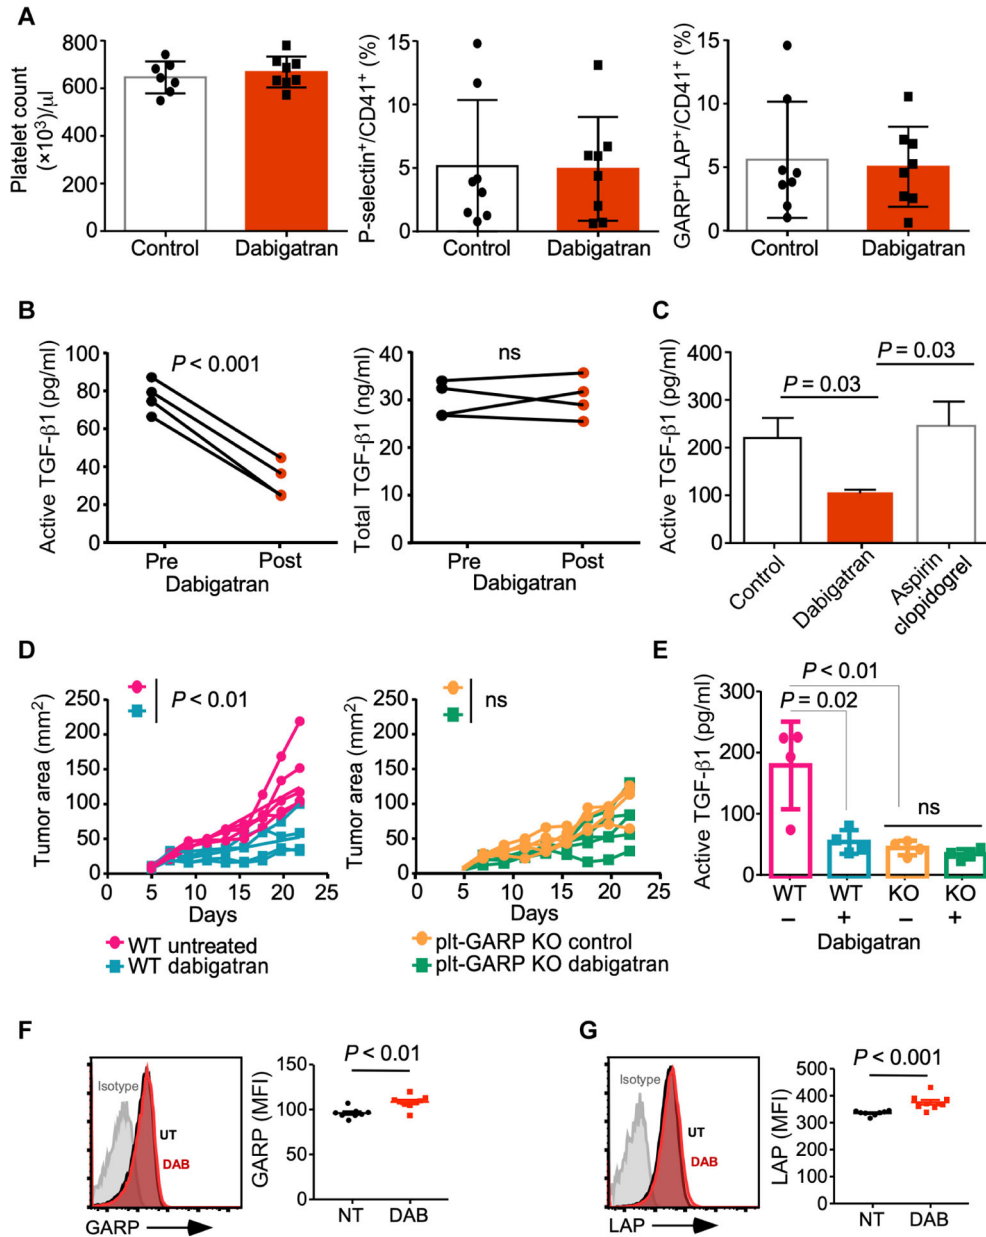 A
Platelet count
(×10³)/µl
800
600
400
200
0
Control
Dabigatran
P-selectin⁺/CD41⁺ (%)
15
10
5
0
Control
Dabigatran
GARP⁺LAP⁺/CD41⁺ (%)
15
10
5
0
Control
Dabigatran
B
Active TGF-β1 (pg/ml)
100
80
60
40
20
0
P < 0.001
Pre
Post
Dabigatran
Total TGF-β1 (ng/ml)
40
30
20
10
0
ns
Pre
Post
Dabigatran
C
Active TGF-β1 (pg/ml)
400
300
200
100
0
P = 0.03
P = 0.03
Control
Dabigatran
Aspirin
clopidogrel
D
Tumor area (mm²)
250
200
150
100
50
0
P < 0.01
0 5 10 15 20 25
Days
WT untreated
WT dabigatran
Tumor area (mm²)
250
200
150
100
50
0
ns
0 5 10 15 20 25
Days
plt-GARP KO control
plt-GARP KO dabigatran
E
Active TGF-β1 (pg/ml)
300
200
100
0
P < 0.01
P = 0.02
ns
WT WT KO KO
– + – +
Dabigatran
F
Isotype
UT
DAB
GARP
GARP (MFI)
150
100
50
0
P < 0.01
NT DAB
G
Isotype
UT
DAB
LAP
LAP (MFI)
500
400
300
200
100
0
P < 0.001
NT DAB